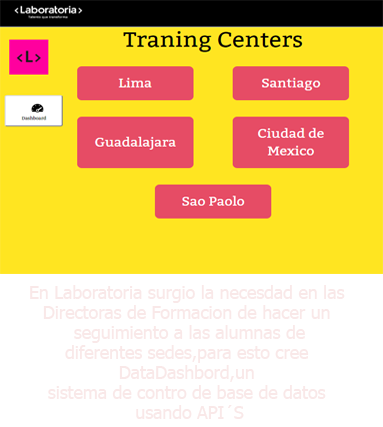 < Laboratoria >
Talento que transforma
Traning Centers
<L>
Lima
Santiago
Dashboard
Guadalajara
Ciudad de
Mexico
Sao Paolo
En Laboratoria surgio la necesdad en las
Directoras de Formacion de hacer un
seguimiento a las alumnas de
diferentes sedes,para esto cree
DataDashbord,un
sistema de contro de base de datos
usando API´S